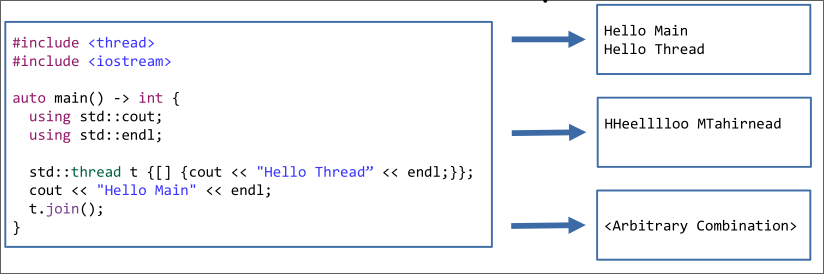 #include <thread>
#include <iostream>
auto main() -> int {
using std::cout;
using std::endl;
std::thread t {[] {cout << "Hello Thread” << endl;}};
cout << "Hello Main" << endl;
t.join();
}
Hello Main
Hello Thread
HHeelllloo MTahirnead
<Arbitrary Combination>